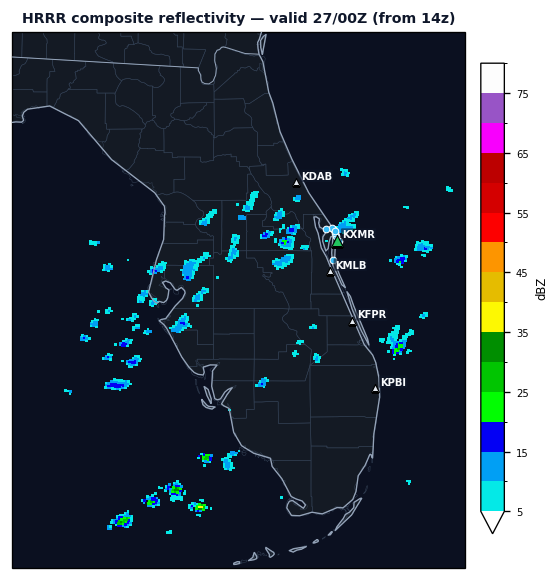 HRRR composite reflectivity — valid 27/00Z (from 14z)
KDAB
KXMR
KMLB
KFPR
KPBI
75
65
55
45
35
25
15
5
dBZ